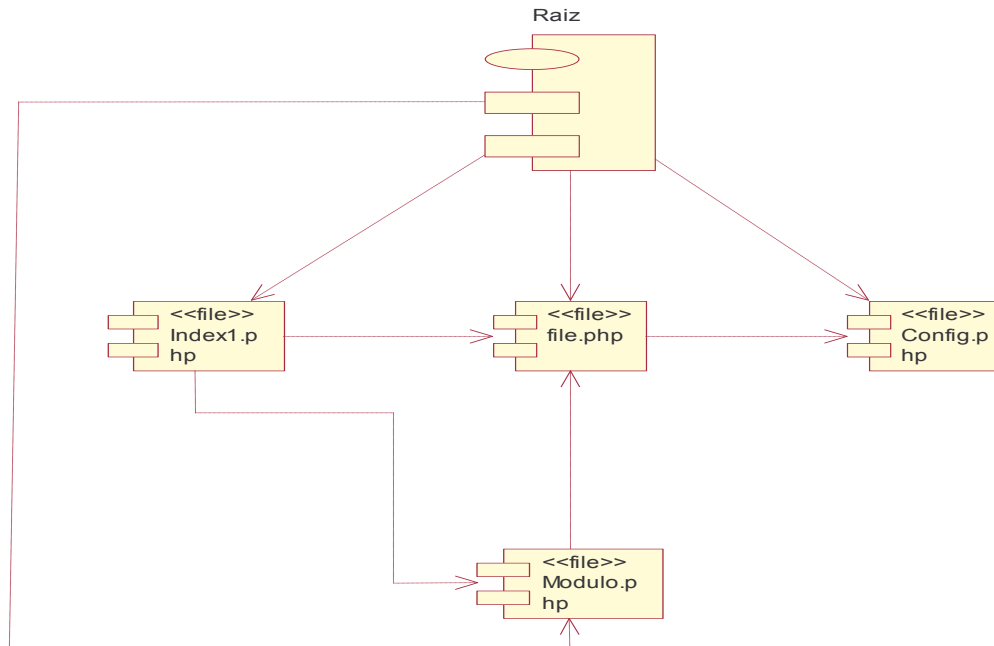 Raiz
<<file>>
Index1.p
hp
<<file>>
file.php
<<file>>
Config.p
hp
<<file>>
Modulo.p
hp